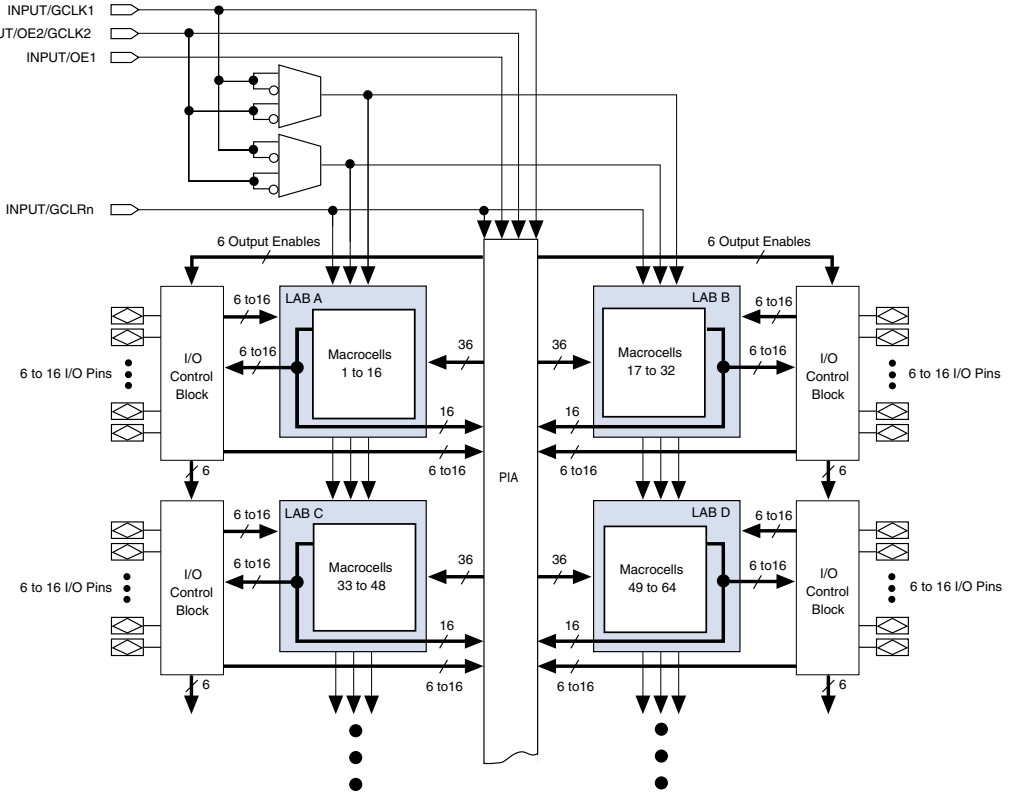 INPUT/GCLK1
UT/OE2/GCLK2
INPUT/OE1
INPUT/GCLRn
6 Output Enables
6 Output Enables
LAB A
LAB B
6 to16
6 to16
6 to16
6 to16
36
36
I/O
Control
Block
Macrocells
1 to 16
Macrocells
17 to 32
I/O
Control
Block
6 to 16 I/O Pins
6 to 16 I/O Pins
16
16
6 to16
6 to16
6
6
PIA
LAB C
LAB D
6 to16
6 to16
6 to16
6 to16
36
36
I/O
Control
Block
Macrocells
33 to 48
Macrocells
49 to 64
I/O
Control
Block
6 to 16 I/O Pins
6 to 16 I/O Pins
16
16
6 to16
6 to16
6
6